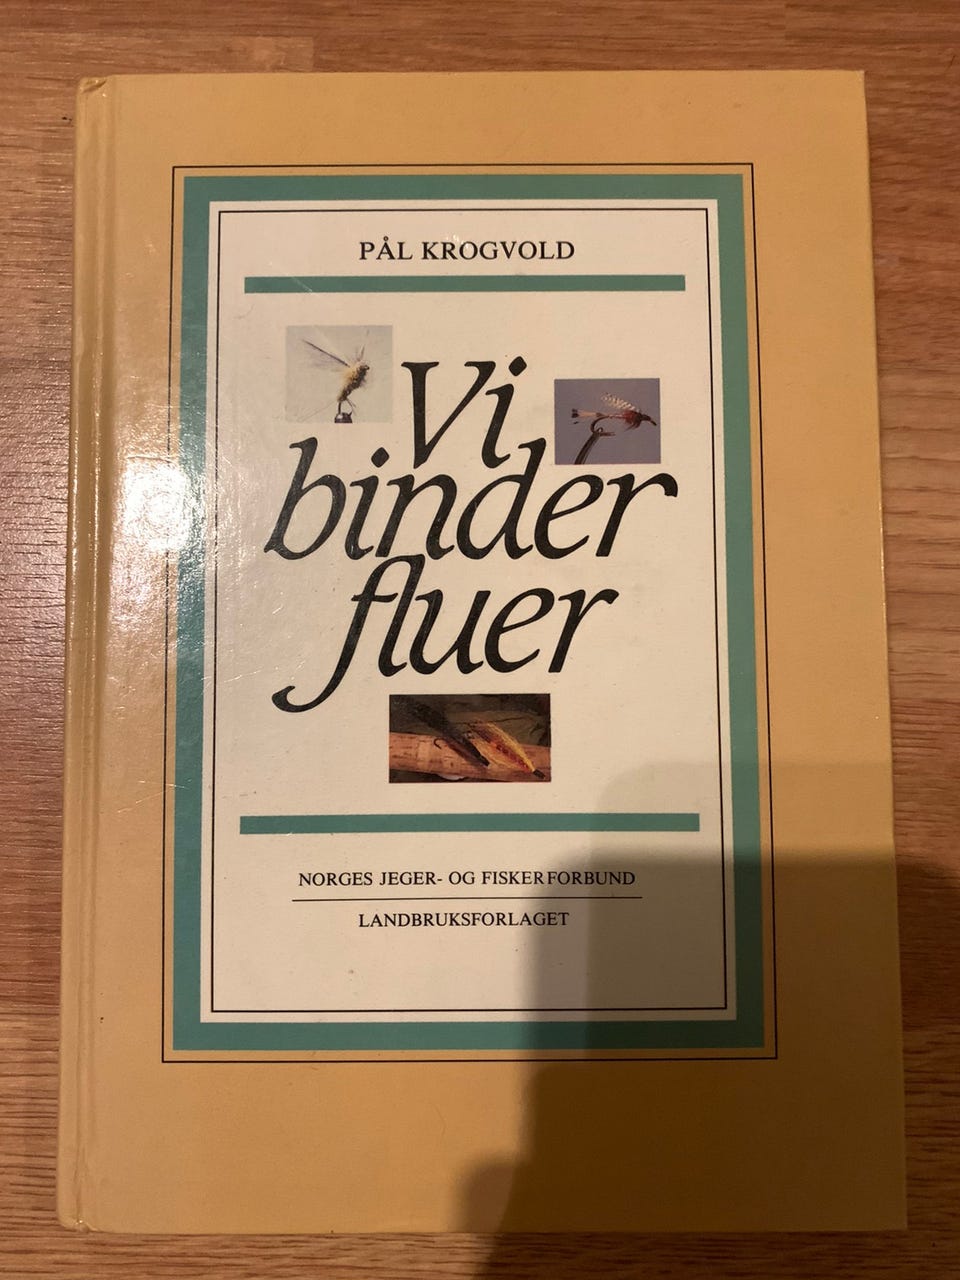 PÅL KROGVOLD
Vi
binder
fluer
NORGES JEGER- OG FISKERFORBUND
LANDBRUKSFORLAGET